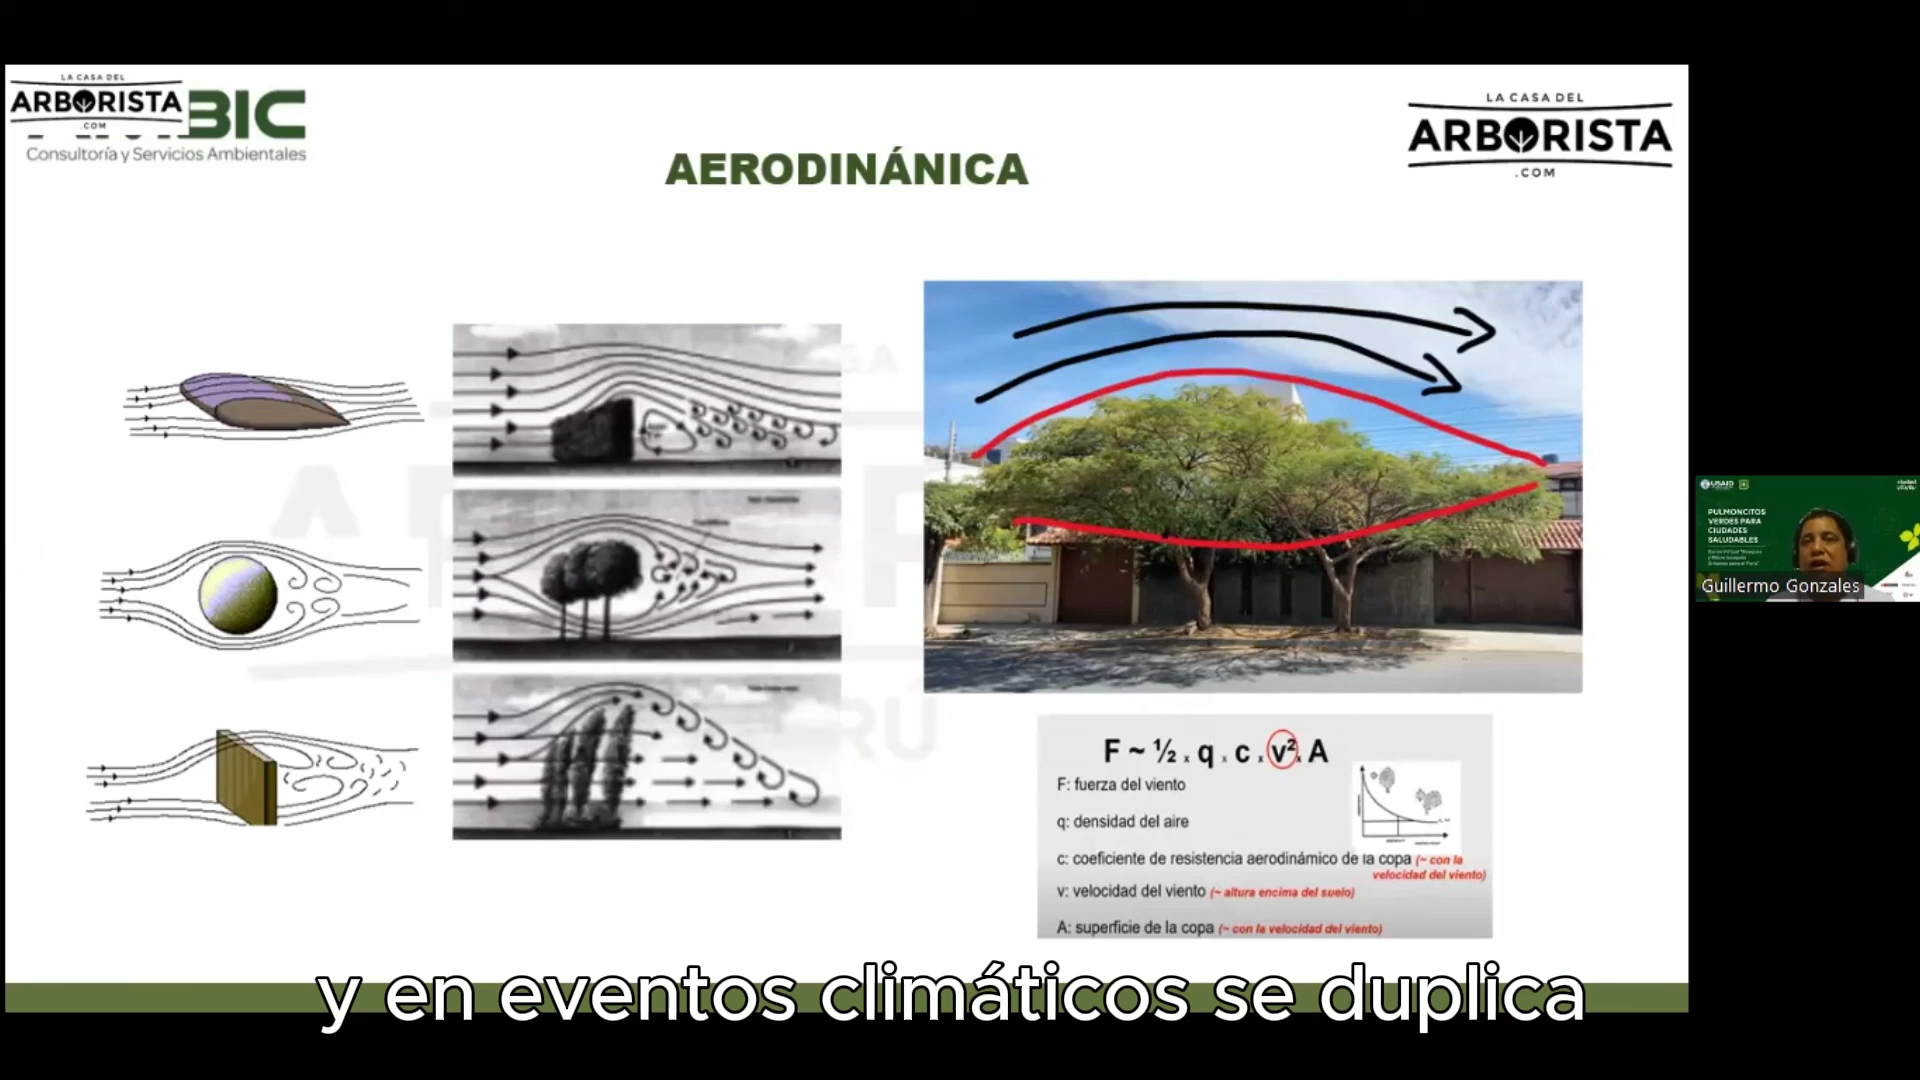 LA CASA DEL
ARBORISTA
.COM
BIC
Consultoría y Servicios Ambientales
AERODINÁNICA
LA CASA DEL
ARBORISTA
.COM
F ~ ½ x q x c x v² x A
F: fuerza del viento
q: densidad del aire
c: coeficiente de resistencia aerodinámico de la copa (~ con la
velocidad del viento)
v: velocidad del viento (~ altura encima del suelo)
A: superficie de la copa (~ con la velocidad del viento)
USAID
PULMONCITOS
VERDES PARA
CIUDADES
SALUDABLES
Guillermo Gonzales
y en eventos climáticos se duplica